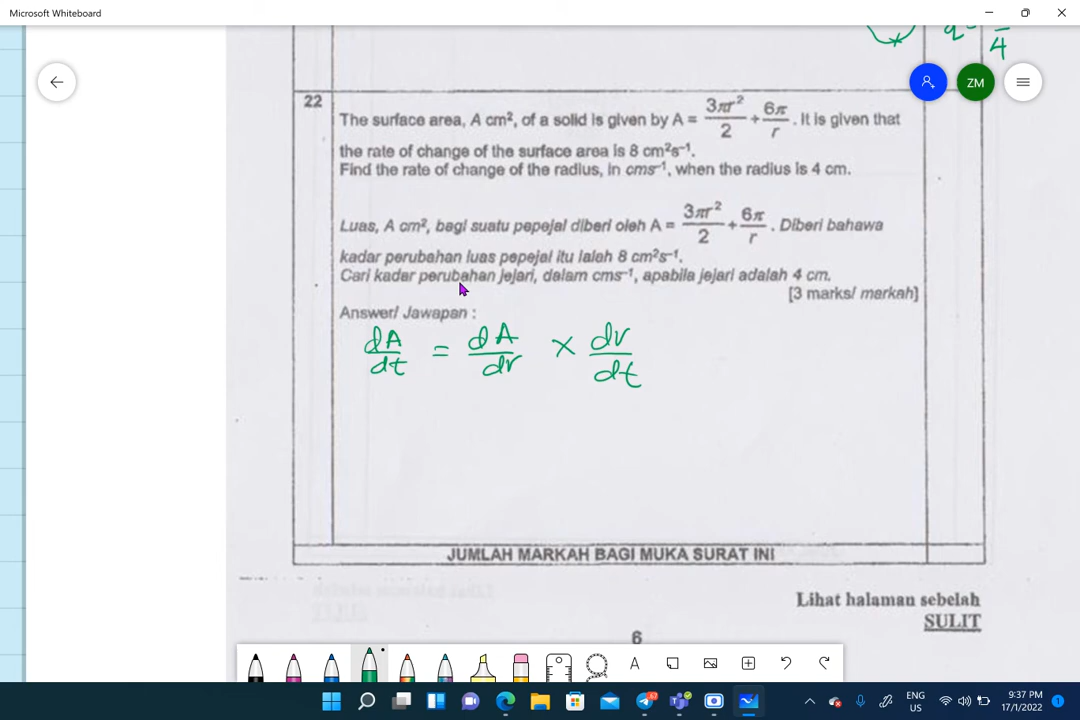 Microsoft Whiteboard
4
ZM
22
The surface area, A cm², of a solid is given by A = 3πr²/2 + 6π/r . It is given that
the rate of change of the surface area is 8 cm²s⁻¹.
Find the rate of change of the radius, in cms⁻¹, when the radius is 4 cm.
Luas, A cm², bagi suatu pepejal diberi oleh A = 3πr²/2 + 6π/r . Diberi bahawa
kadar perubahan luas pepejal itu ialah 8 cm²s⁻¹.
Cari kadar perubahan jejari, dalam cms⁻¹, apabila jejari adalah 4 cm.
[3 marks/ markah]
Answer/ Jawapan :
dA/dt = dA/dr × dr/dt
JUMLAH MARKAH BAGI MUKA SURAT INI
Lihat halaman sebelah
SULIT
6
A
62
ENG
US
9:37 PM
17/1/2022
1